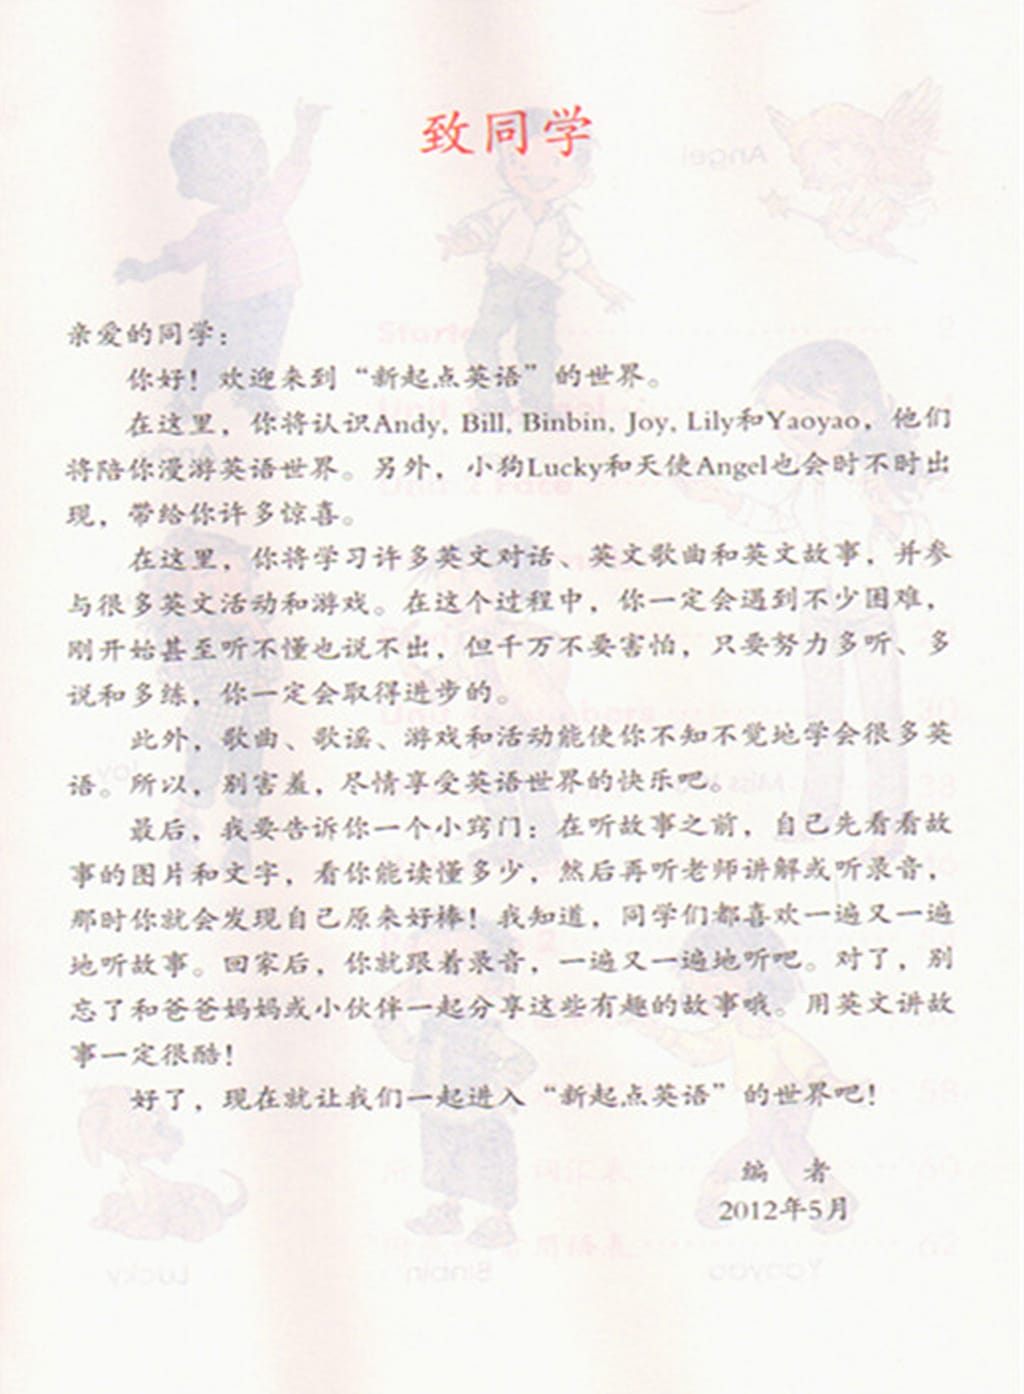 致同学
亲爱的同学：
你好！欢迎来到“新起点英语”的世界。
在这里，你将认识Andy, Bill, Binbin, Joy, Lily和Yaoyao，他们
将陪你漫游英语世界。另外，小狗Lucky和天使Angel也会时不时出
现，带给你许多惊喜。
在这里，你将学习许多英文对话、英文歌曲和英文故事，并参
与很多英文活动和游戏。在这个过程中，你一定会遇到不少困难，
刚开始甚至听不懂也说不出，但千万不要害怕，只要努力多听、多
说和多练，你一定会取得进步的。
此外，歌曲、歌谣、游戏和活动能使你不知不觉地学会很多英
语。所以，别害羞，尽情享受英语世界的快乐吧。
最后，我要告诉你一个小窍门：在听故事之前，自己先看看故
事的图片和文字，看你能读懂多少，然后再听老师讲解或听录音，
那时你就会发现自己原来好棒！我知道，同学们都喜欢一遍又一遍
地听故事。回家后，你就跟着录音，一遍又一遍地听吧。对了，别
忘了和爸爸妈妈或小伙伴一起分享这些有趣的故事哦。用英文讲故
事一定很酷！
好了，现在就让我们一起进入“新起点英语”的世界吧！
编 者
2012年5月
Angel
Lucky
Binbin
Yaoyao